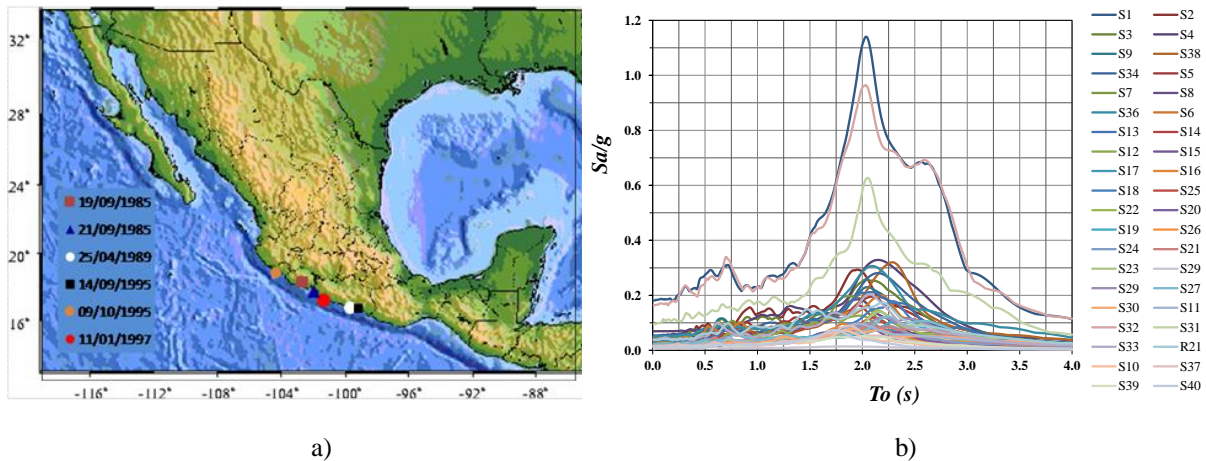 32°
28°
24°
20°
16°
19/09/1985
21/09/1985
25/04/1989
14/09/1995
09/10/1995
11/01/1997
-116° -112° -108° -104° -100° -96° -92° -88°
a)
Sa/g
1.2
1.0
0.8
0.6
0.4
0.2
0.0
0.0 0.5 1.0 1.5 2.0 2.5 3.0 3.5 4.0
To (s)
S1 S2
S3 S4
S9 S38
S34 S5
S7 S8
S36 S6
S13 S14
S12 S15
S17 S16
S18 S25
S22 S20
S19 S26
S24 S21
S23 S29
S29 S27
S30 S11
S32 S31
S33 R21
S10 S37
S39 S40
b)